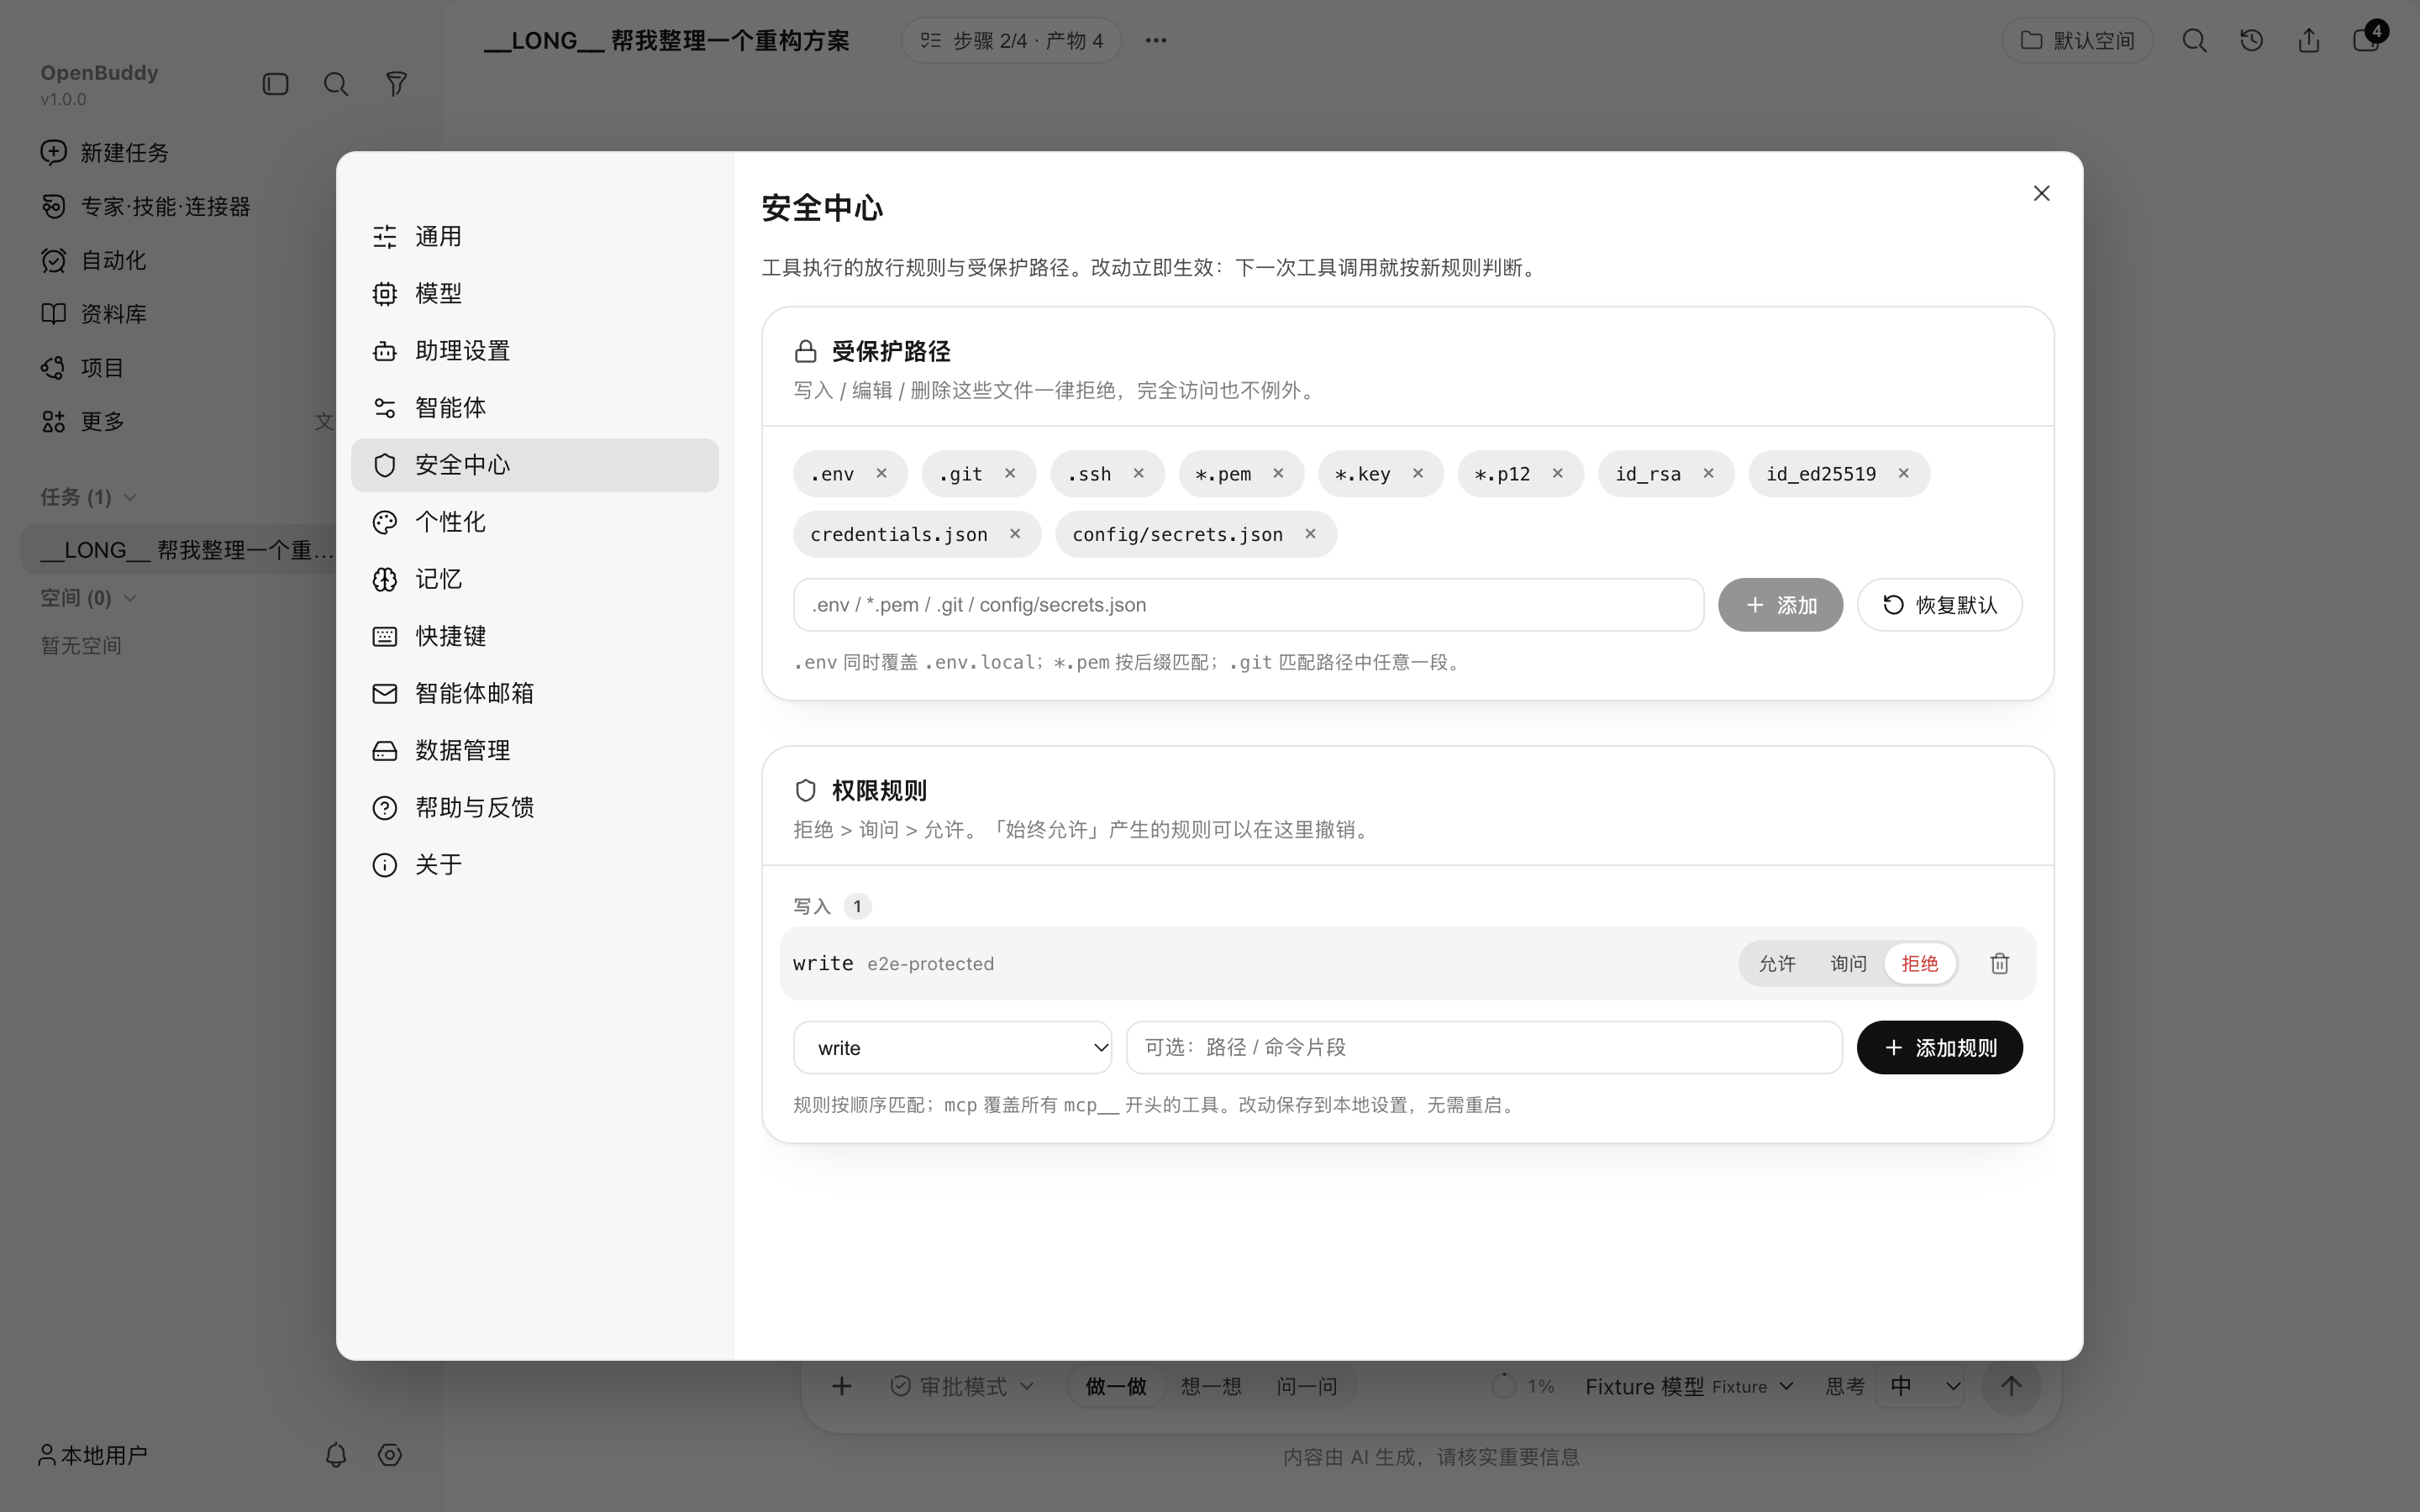 OpenBuddy
v1.0.0
新建任务
专家·技能·连接器
自动化
资料库
项目
更多
文
任务 (1)
__LONG__ 帮我整理一个重…
空间 (0)
暂无空间
本地用户
__LONG__ 帮我整理一个重构方案
步骤 2/4 · 产物 4
默认空间
4
通用
模型
助理设置
智能体
安全中心
个性化
记忆
快捷键
智能体邮箱
数据管理
帮助与反馈
关于
安全中心
工具执行的放行规则与受保护路径。改动立即生效：下一次工具调用就按新规则判断。
受保护路径
写入 / 编辑 / 删除这些文件一律拒绝，完全访问也不例外。
.env .git .ssh *.pem *.key *.p12 id_rsa id_ed25519
credentials.json config/secrets.json
.env / *.pem / .git / config/secrets.json 添加 恢复默认
.env 同时覆盖 .env.local；*.pem 按后缀匹配；.git 匹配路径中任意一段。
权限规则
拒绝 > 询问 > 允许。「始终允许」产生的规则可以在这里撤销。
写入 1
write e2e-protected 允许 询问 拒绝
write 可选：路径 / 命令片段 添加规则
规则按顺序匹配；mcp 覆盖所有 mcp__ 开头的工具。改动保存到本地设置，无需重启。
审批模式 做一做 想一想 问一问 1% Fixture 模型 Fixture 思考 中
内容由 AI 生成，请核实重要信息